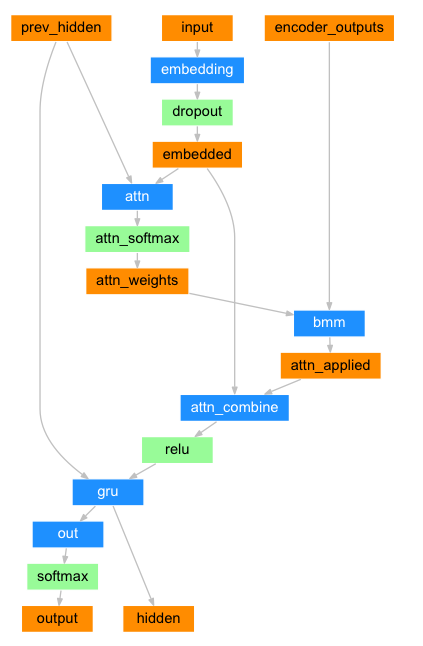 prev_hidden
input
encoder_outputs
embedding
dropout
embedded
attn
attn_softmax
attn_weights
bmm
attn_applied
attn_combine
relu
gru
out
softmax
output
hidden